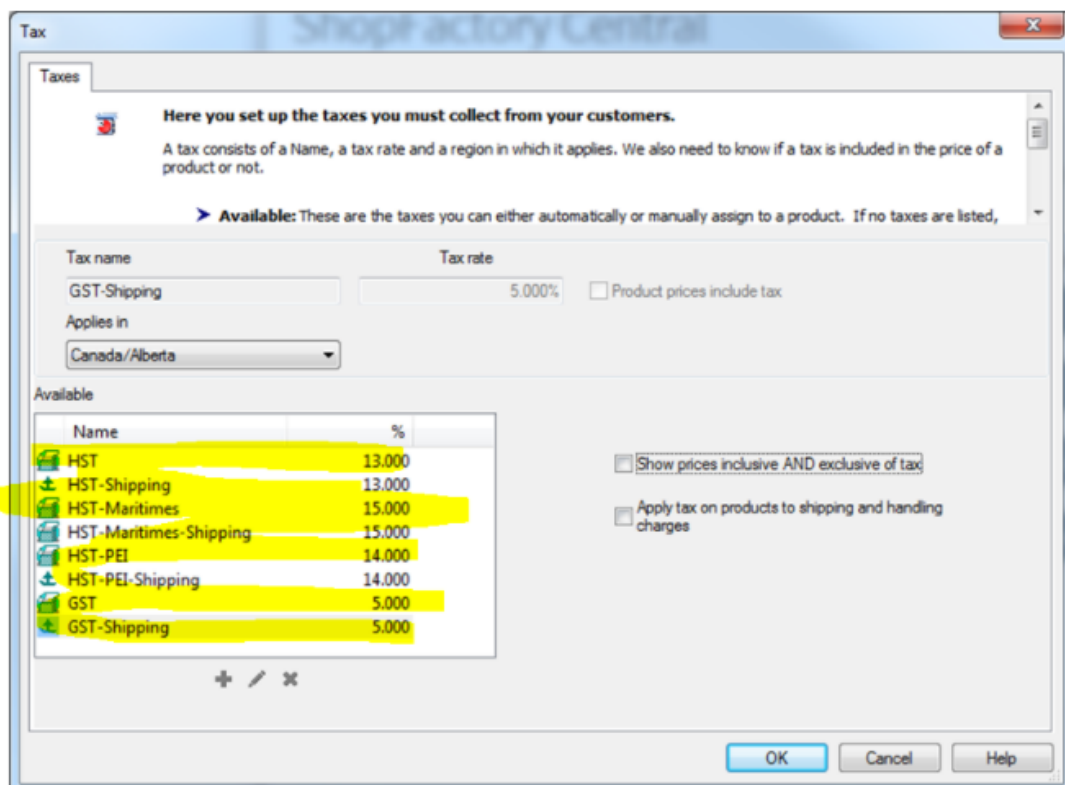 ShopFactory Central
Tax
Taxes
Here you set up the taxes you must collect from your customers.
A tax consists of a Name, a tax rate and a region in which it applies. We also need to know if a tax is included in the price of a
product or not.
Available: These are the taxes you can either automatically or manually assign to a product. If no taxes are listed,
Tax name Tax rate
GST-Shipping 5.000% Product prices include tax
Applies in
Canada/Alberta
Available
Name %
HST 13.000
HST-Shipping 13.000
HST-Maritimes 15.000
HST-Maritimes-Shipping 15.000
HST-PEI 14.000
HST-PEI-Shipping 14.000
GST 5.000
GST-Shipping 5.000
Show prices inclusive AND exclusive of tax
Apply tax on products to shipping and handling
charges
OK Cancel Help